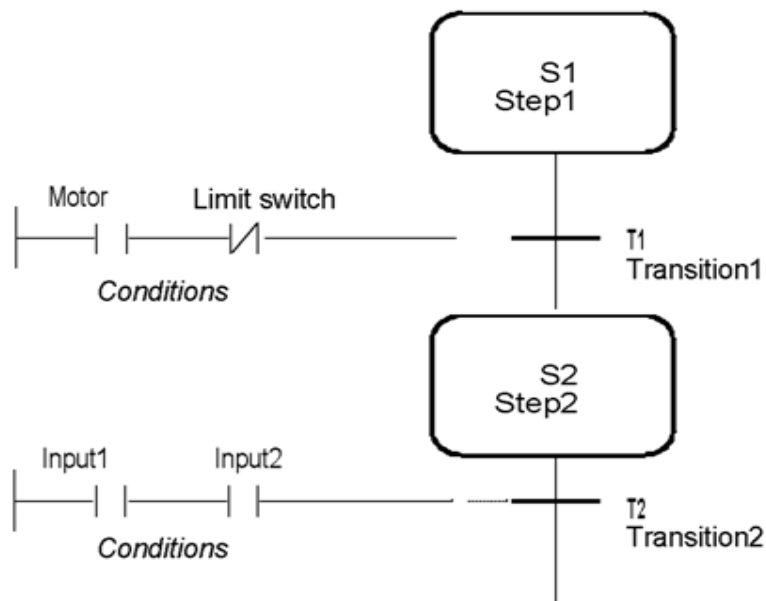 S1
Step1
Motor
Limit switch
T1
Transition1
Conditions
S2
Step2
Input1
Input2
T2
Transition2
Conditions